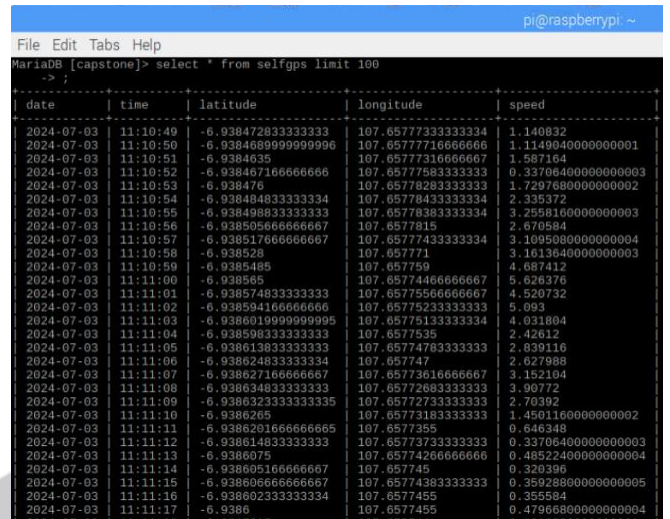 pi@raspberrypi: ~
File Edit Tabs Help
MariaDB [capstone]> select * from selfgps limit 100
-> ;
| date | time | latitude | longitude | speed |
| 2024-07-03 | 11:10:49 | -6.938472833333333 | 107.65777333333334 | 1.140832
| 2024-07-03 | 11:10:50 | -6.9384689999999996 | 107.65777716666666 | 1.1149040000000001
| 2024-07-03 | 11:10:51 | -6.9384635 | 107.65777316666667 | 1.587164
| 2024-07-03 | 11:10:52 | -6.938467166666666 | 107.65777583333333 | 0.33706400000000003
| 2024-07-03 | 11:10:53 | -6.938476 | 107.65778283333333 | 1.7297680000000002
| 2024-07-03 | 11:10:54 | -6.938484833333334 | 107.65778433333334 | 2.335372
| 2024-07-03 | 11:10:55 | -6.938498833333333 | 107.65778383333334 | 3.2558160000000003
| 2024-07-03 | 11:10:56 | -6.938505666666667 | 107.6577815 | 2.670584
| 2024-07-03 | 11:10:57 | -6.938517666666667 | 107.65777433333334 | 3.1095080000000004
| 2024-07-03 | 11:10:58 | -6.938528 | 107.657771 | 3.1613640000000003
| 2024-07-03 | 11:10:59 | -6.9385485 | 107.657759 | 4.687412
| 2024-07-03 | 11:11:00 | -6.938565 | 107.65774466666667 | 5.626376
| 2024-07-03 | 11:11:01 | -6.938574833333333 | 107.65775566666667 | 4.520732
| 2024-07-03 | 11:11:02 | -6.938594166666666 | 107.65775233333333 | 5.093
| 2024-07-03 | 11:11:03 | -6.9386019999999995 | 107.65775133333334 | 4.031804
| 2024-07-03 | 11:11:04 | -6.938598333333333 | 107.6577535 | 2.42612
| 2024-07-03 | 11:11:05 | -6.938613833333333 | 107.65774783333333 | 2.839116
| 2024-07-03 | 11:11:06 | -6.938624833333334 | 107.657747 | 2.627988
| 2024-07-03 | 11:11:07 | -6.938627166666667 | 107.65773616666667 | 3.152104
| 2024-07-03 | 11:11:08 | -6.938634833333333 | 107.65772683333333 | 3.90772
| 2024-07-03 | 11:11:09 | -6.9386323333333335 | 107.65772733333333 | 2.70392
| 2024-07-03 | 11:11:10 | -6.9386265 | 107.65773183333333 | 1.4501160000000002
| 2024-07-03 | 11:11:11 | -6.9386201666666665 | 107.6577355 | 0.646348
| 2024-07-03 | 11:11:12 | -6.938614833333333 | 107.65773733333333 | 0.33706400000000003
| 2024-07-03 | 11:11:13 | -6.9386075 | 107.65774266666666 | 0.48522400000000004
| 2024-07-03 | 11:11:14 | -6.938605166666667 | 107.657745 | 0.320396
| 2024-07-03 | 11:11:15 | -6.938606666666667 | 107.65774383333333 | 0.35928800000000005
| 2024-07-03 | 11:11:16 | -6.938602333333334 | 107.6577455 | 0.355584
| 2024-07-03 | 11:11:17 | -6.9386 | 107.6577455 | 0.47966800000000004